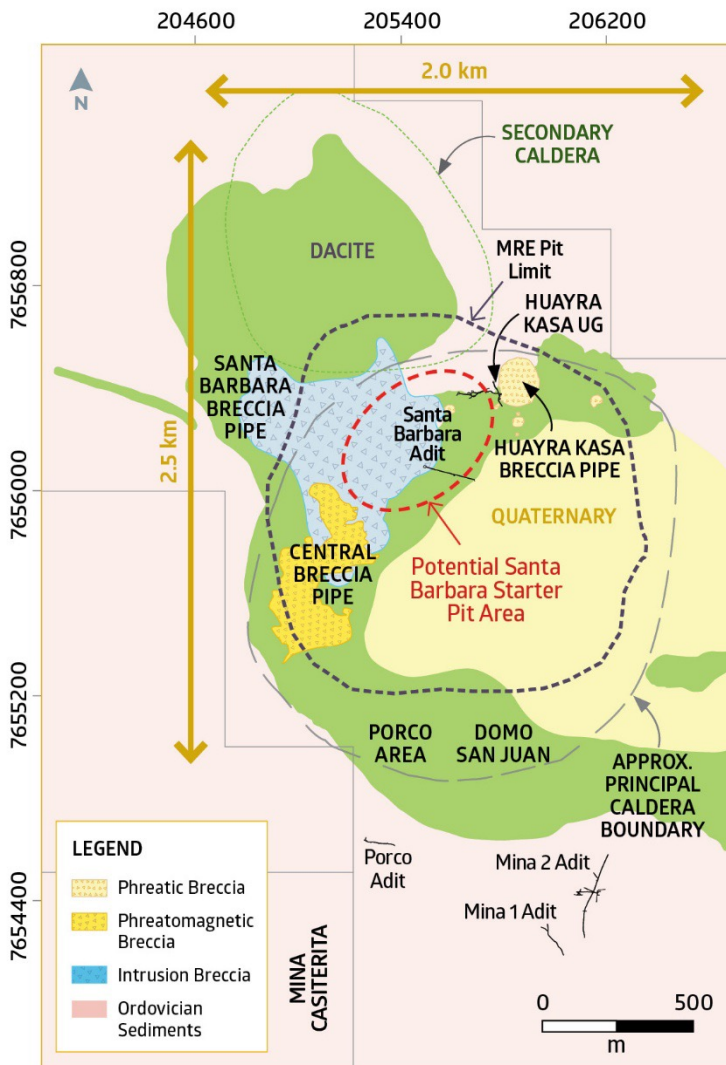 204600 205400 206200
2.0 km
N
SECONDARY
CALDERA
DACITE
MRE Pit
Limit
7656800
HUAYRA
KASA UG
SANTA
BARBARA
BRECCIA
PIPE
Santa
Barbara
Adit
HUAYRA KASA
BRECCIA PIPE
2.5 km
7656000
QUATERNARY
CENTRAL
BRECCIA
PIPE
Potential Santa
Barbara Starter
Pit Area
7655200
PORCO
AREA
DOMO
SAN JUAN
APPROX.
PRINCIPAL
CALDERA
BOUNDARY
LEGEND
Phreatic Breccia
Phreatomagnetic
Breccia
Intrusion Breccia
Ordovician
Sediments
Porco
Adit
Mina 2 Adit
Mina 1 Adit
7654400
MINA
CASITERITA
0 500
m